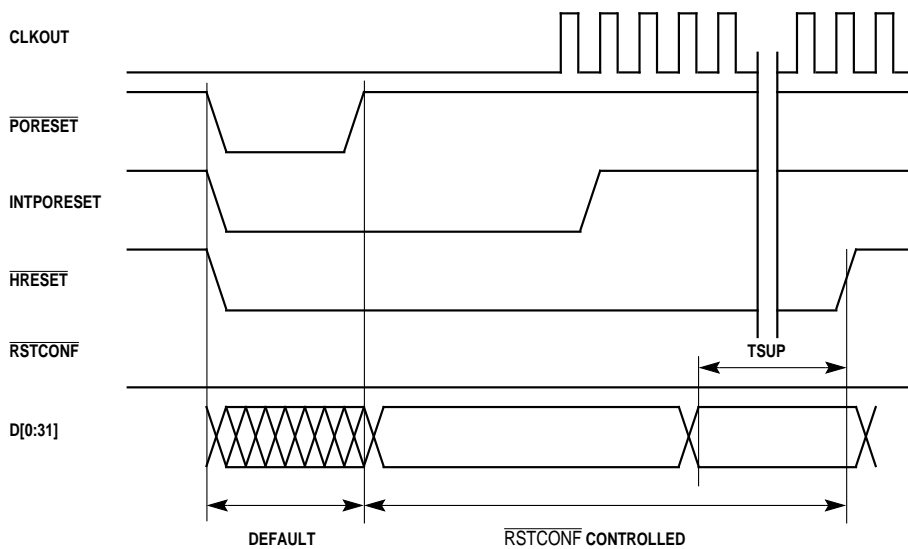 CLKOUT
PORESET
INTPORESET
HRESET
RSTCONF
TSUP
D[0:31]
DEFAULT
RSTCONF CONTROLLED